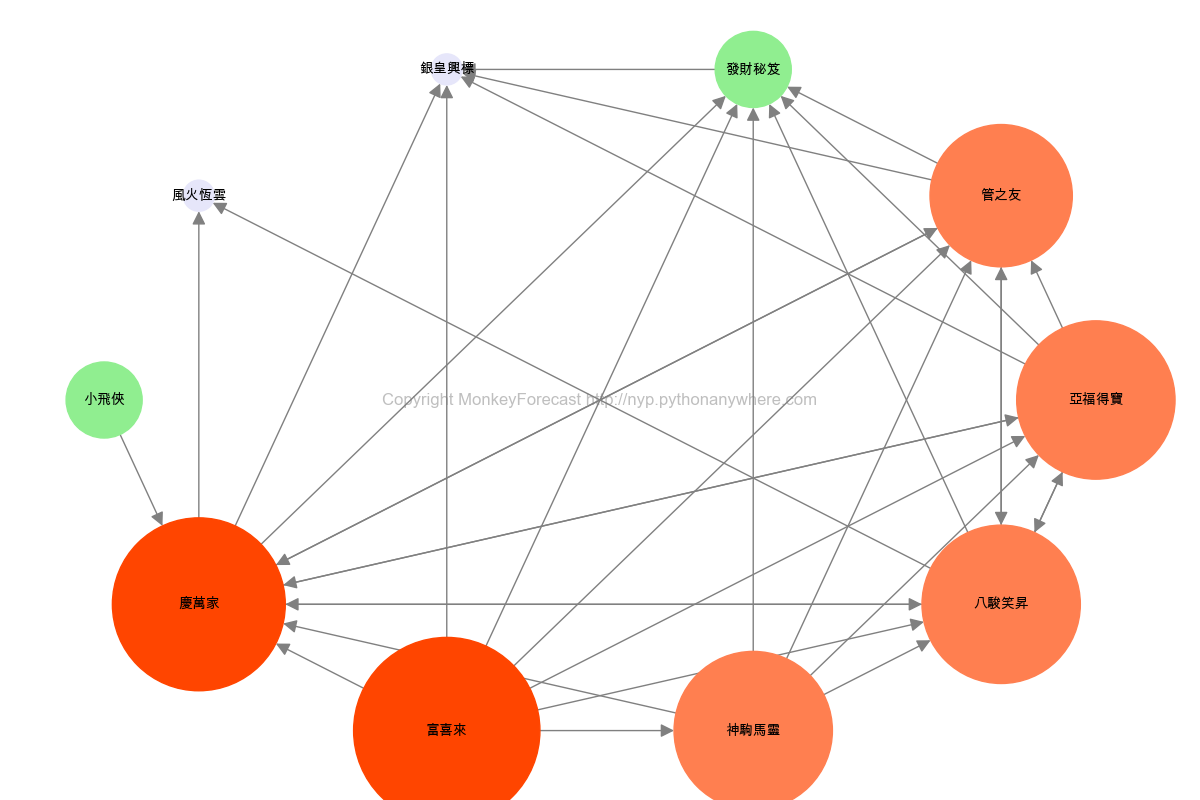 銀皇興標
發財秘笈
風火恆雲
管之友
小飛俠
Copyright MonkeyForecast http://nyp.pythonanywhere.com
亞福得寶
慶萬家
八駿笑昇
富喜來
神駒馬靈